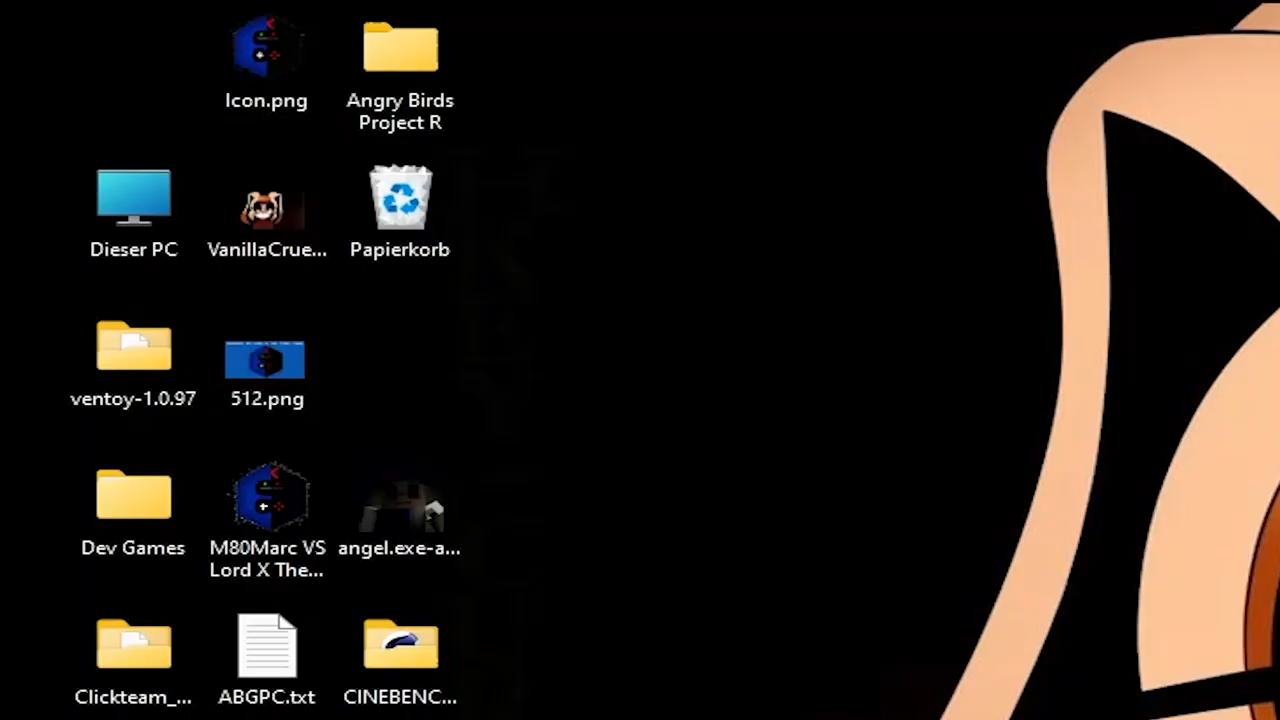 Icon.png
Angry Birds
Project R
Dieser PC
VanillaCrue...
Papierkorb
ventoy-1.0.97
512.png
Dev Games
M80Marc VS
Lord X The...
angel.exe-a...
Clickteam_...
ABGPC.txt
CINEBENC...